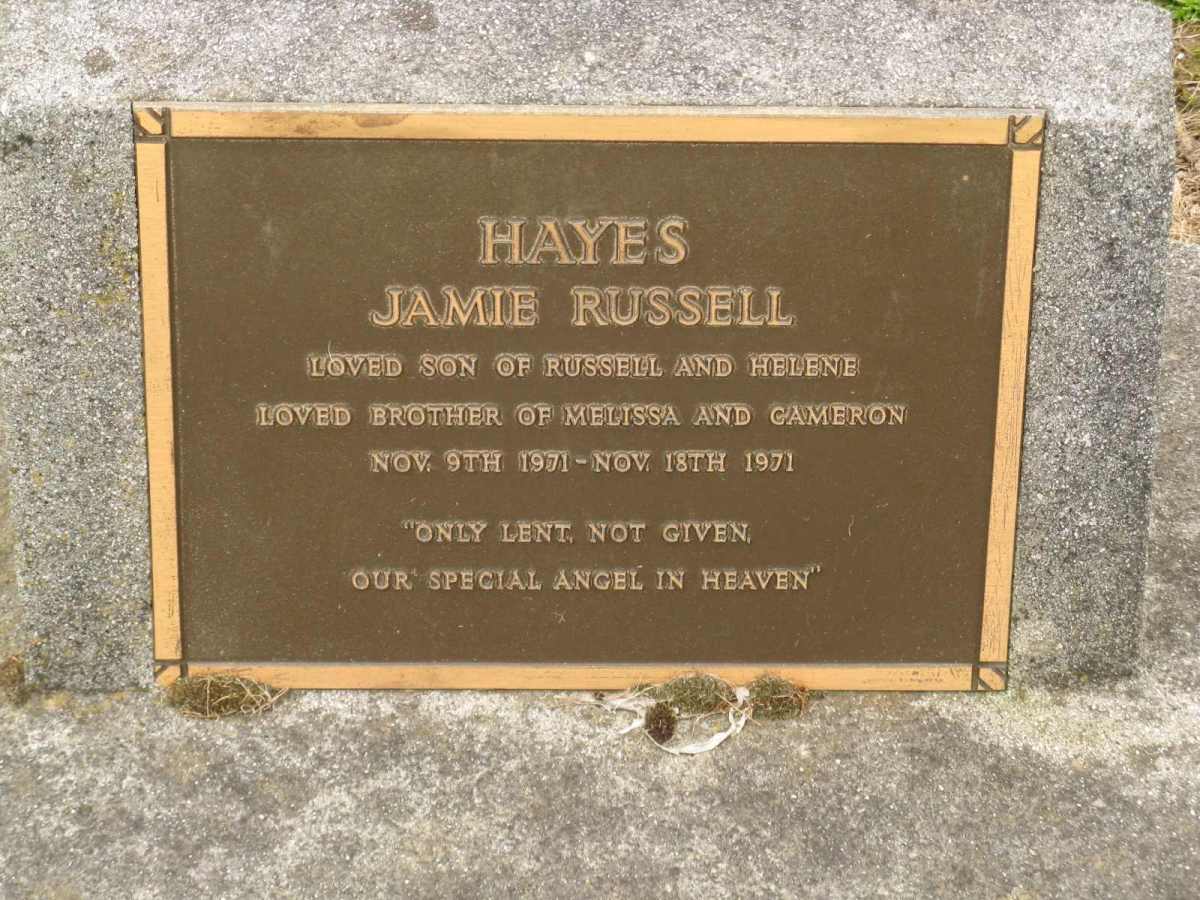 HAYES
JAMIE RUSSELL
LOVED SON OF RUSSELL AND HELENE
LOVED BROTHER OF MELISSA AND CAMERON
NOV. 9TH 1971 - NOV. 18TH 1971
"ONLY LENT, NOT GIVEN,
OUR SPECIAL ANGEL IN HEAVEN"